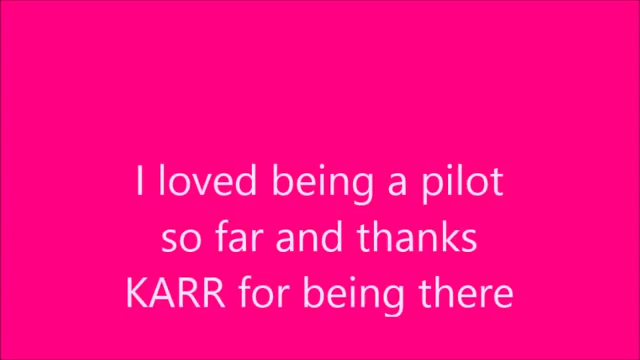 I loved being a pilot
so far and thanks
KARR for being there